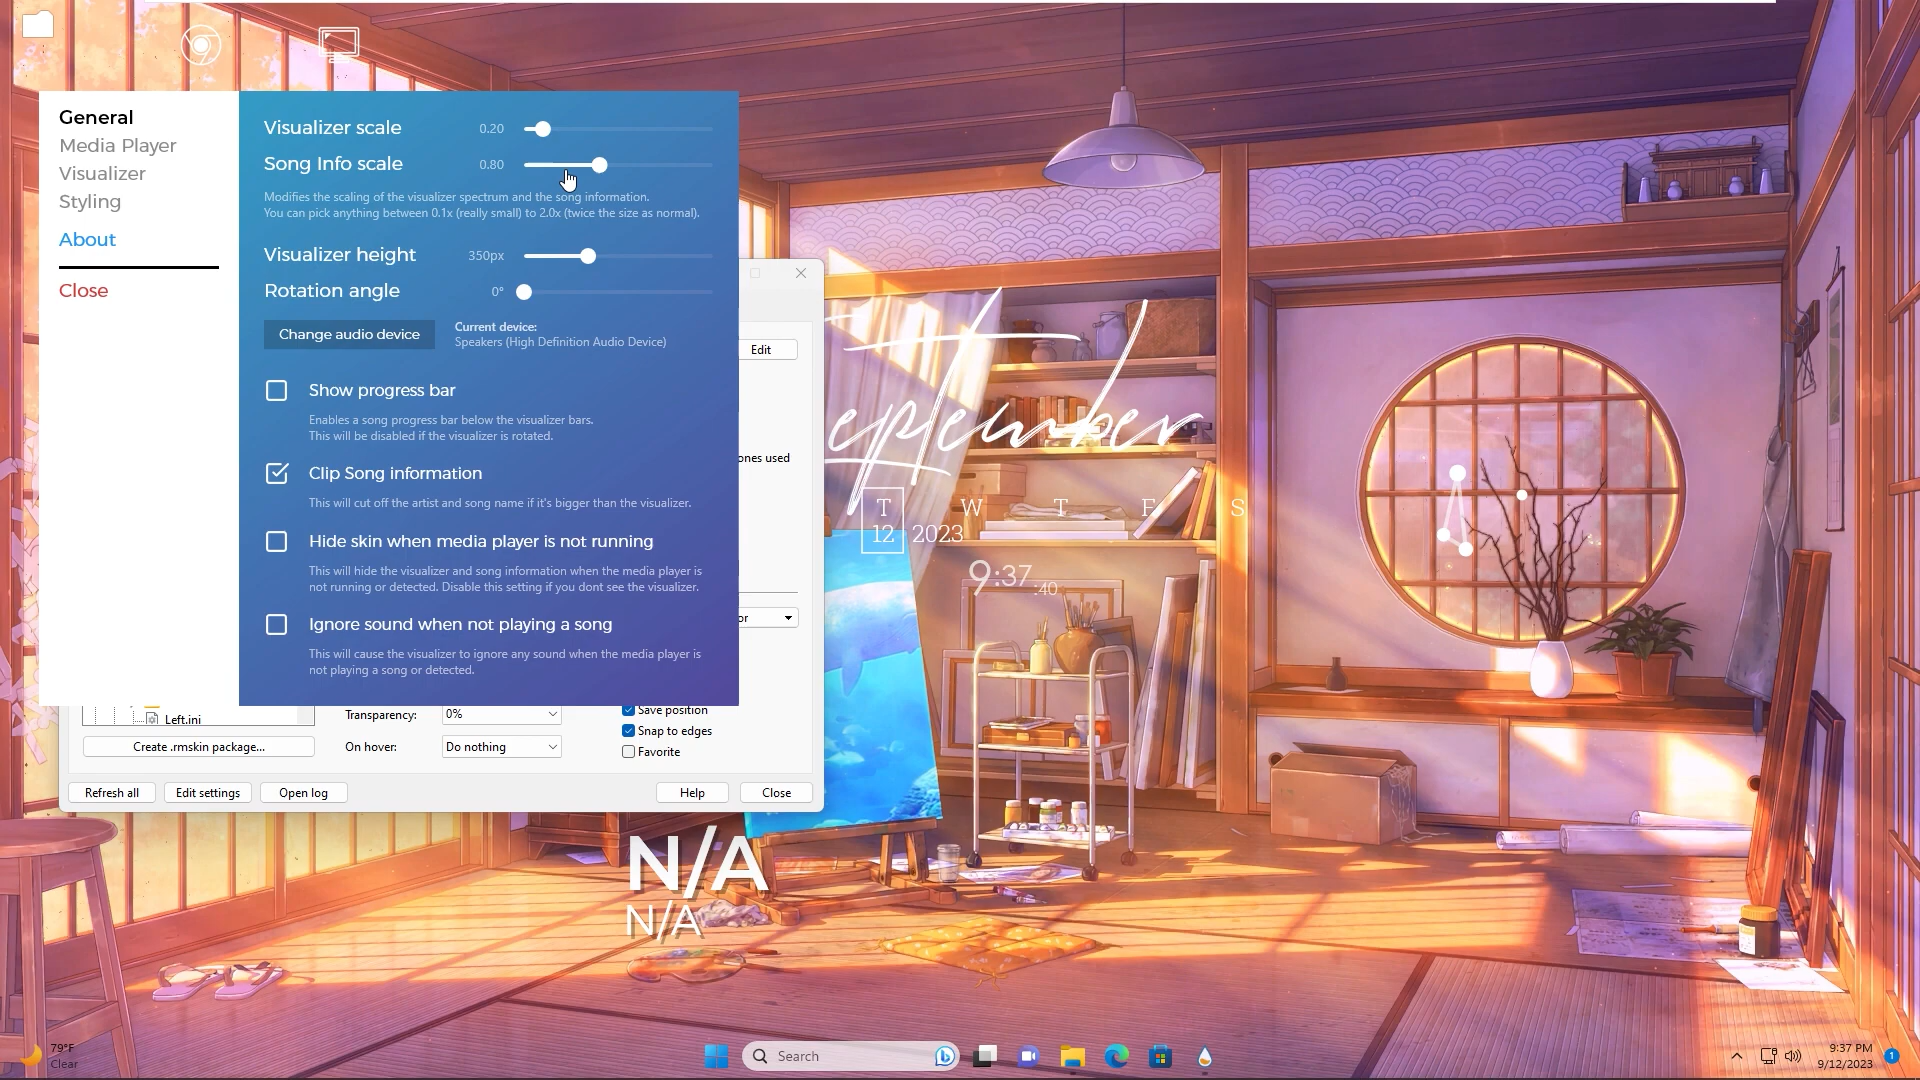 General
Media Player
Visualizer
Styling
About
Close
Visualizer scale 0.20
Song Info scale 0.80
Modifies the scaling of the visualizer spectrum and the song information.
You can pick anything between 0.1x (really small) to 2.0x (twice the size as normal).
Visualizer height 350px
Rotation angle 0°
Change audio device
Current device:
Speakers (High Definition Audio Device)
Show progress bar
Enables a song progress bar below the visualizer bars.
This will be disabled if the visualizer is rotated.
Clip Song information
This will cut off the artist and song name if it's bigger than the visualizer.
Hide skin when media player is not running
This will hide the visualizer and song information when the media player is
not running or detected. Disable this setting if you dont see the visualizer.
Ignore sound when not playing a song
This will cause the visualizer to ignore any sound when the media player is
not playing a song or detected.
Edit
ones used
or
Left.ini
Create .rmskin package...
Transparency: 0%
On hover: Do nothing
Save position
Snap to edges
Favorite
Refresh all
Edit settings
Open log
Help
Close
eptember
T W T F S
12 2023
9:37:40
N/A
N/A
79°F
Clear
Search
9:37 PM
9/12/2023
1